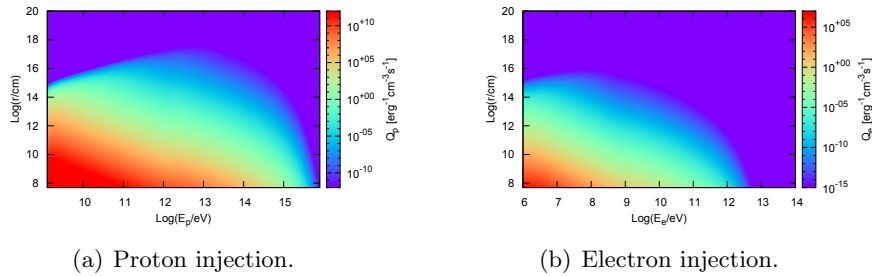 20
18
16
14
12
10
8
Log(r/cm)
10 11 12 13 14 15
Log(E_p/eV)
10^{+10}
10^{+05}
10^{00}
10^{-05}
10^{-10}
Q_p [erg^{-1}cm^{-3}s^{-1}]
(a) Proton injection.
20
18
16
14
12
10
8
Log(r/cm)
6 7 8 9 10 11 12 13 14
Log(E_e/eV)
10^{+05}
10^{00}
10^{-05}
10^{-10}
10^{-15}
Q_e [erg^{-1}cm^{-3}s^{-1}]
(b) Electron injection.